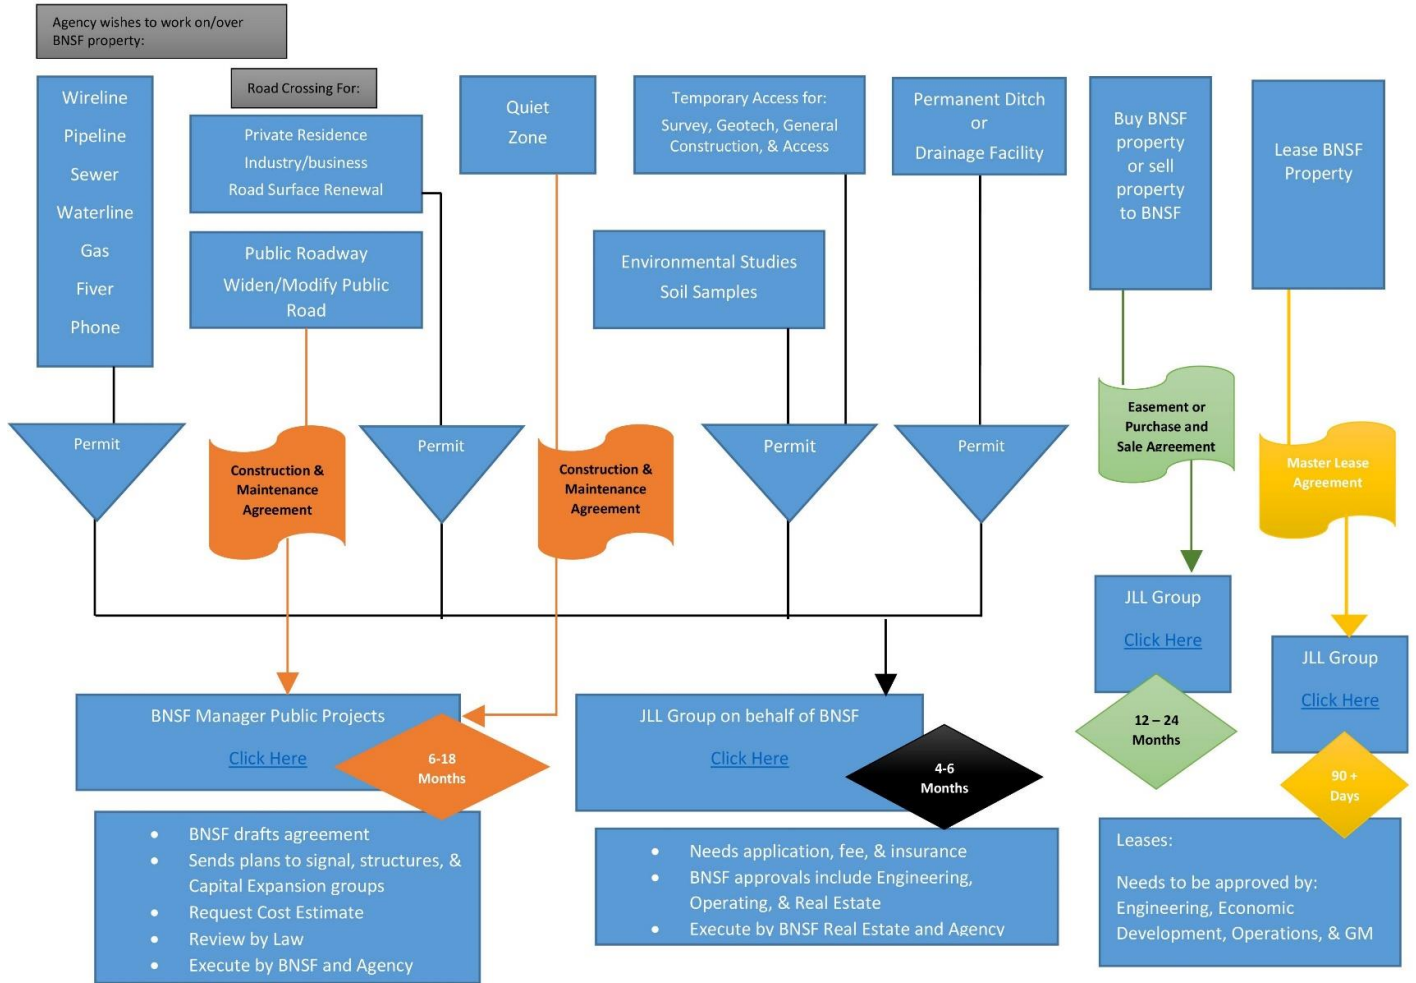 Agency wishes to work on/over
BNSF property:
Wireline
Pipeline
Sewer
Waterline
Gas
Fiver
Phone
Road Crossing For:
Private Residence
Industry/business
Road Surface Renewal
Public Roadway
Widen/Modify Public
Road
Quiet
Zone
Temporary Access for:
Survey, Geotech, General
Construction, & Access
Environmental Studies
Soil Samples
Permanent Ditch
or
Drainage Facility
Buy BNSF
property
or sell
property
to BNSF
Lease BNSF
Property
Permit
Construction &
Maintenance
Agreement
Permit
Construction &
Maintenance
Agreement
Permit
Permit
Easement or
Purchase and
Sale Agreement
Master Lease
Agreement
BNSF Manager Public Projects
Click Here
6-18
Months
BNSF drafts agreement
Sends plans to signal, structures, &
Capital Expansion groups
Request Cost Estimate
Review by Law
Execute by BNSF and Agency
JLL Group on behalf of BNSF
Click Here
4-6
Months
Needs application, fee, & insurance
BNSF approvals include Engineering,
Operating, & Real Estate
Execute by BNSF Real Estate and Agency
JLL Group
Click Here
12 – 24
Months
JLL Group
Click Here
90 +
Days
Leases:
Needs to be approved by:
Engineering, Economic
Development, Operations, & GM